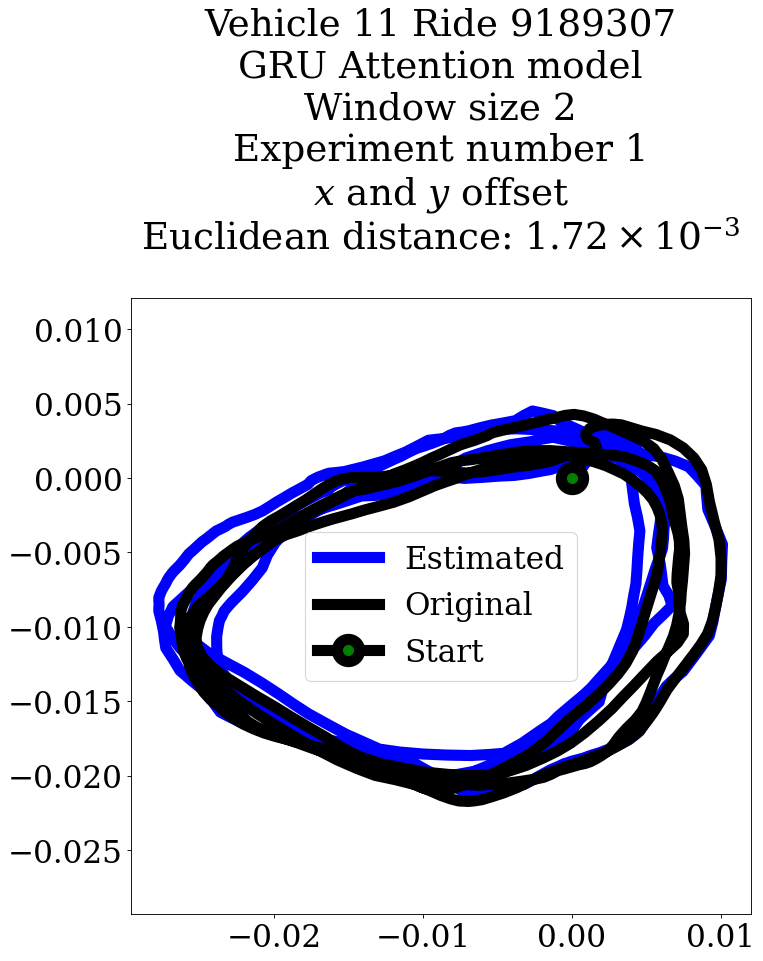 Vehicle 11 Ride 9189307
GRU Attention model
Window size 2
Experiment number 1
x and y offset
Euclidean distance: 1.72 × 10⁻³
0.010
0.005
0.000
−0.005
−0.010
−0.015
−0.020
−0.025
Estimated
Original
Start
−0.02 −0.01 0.00 0.01